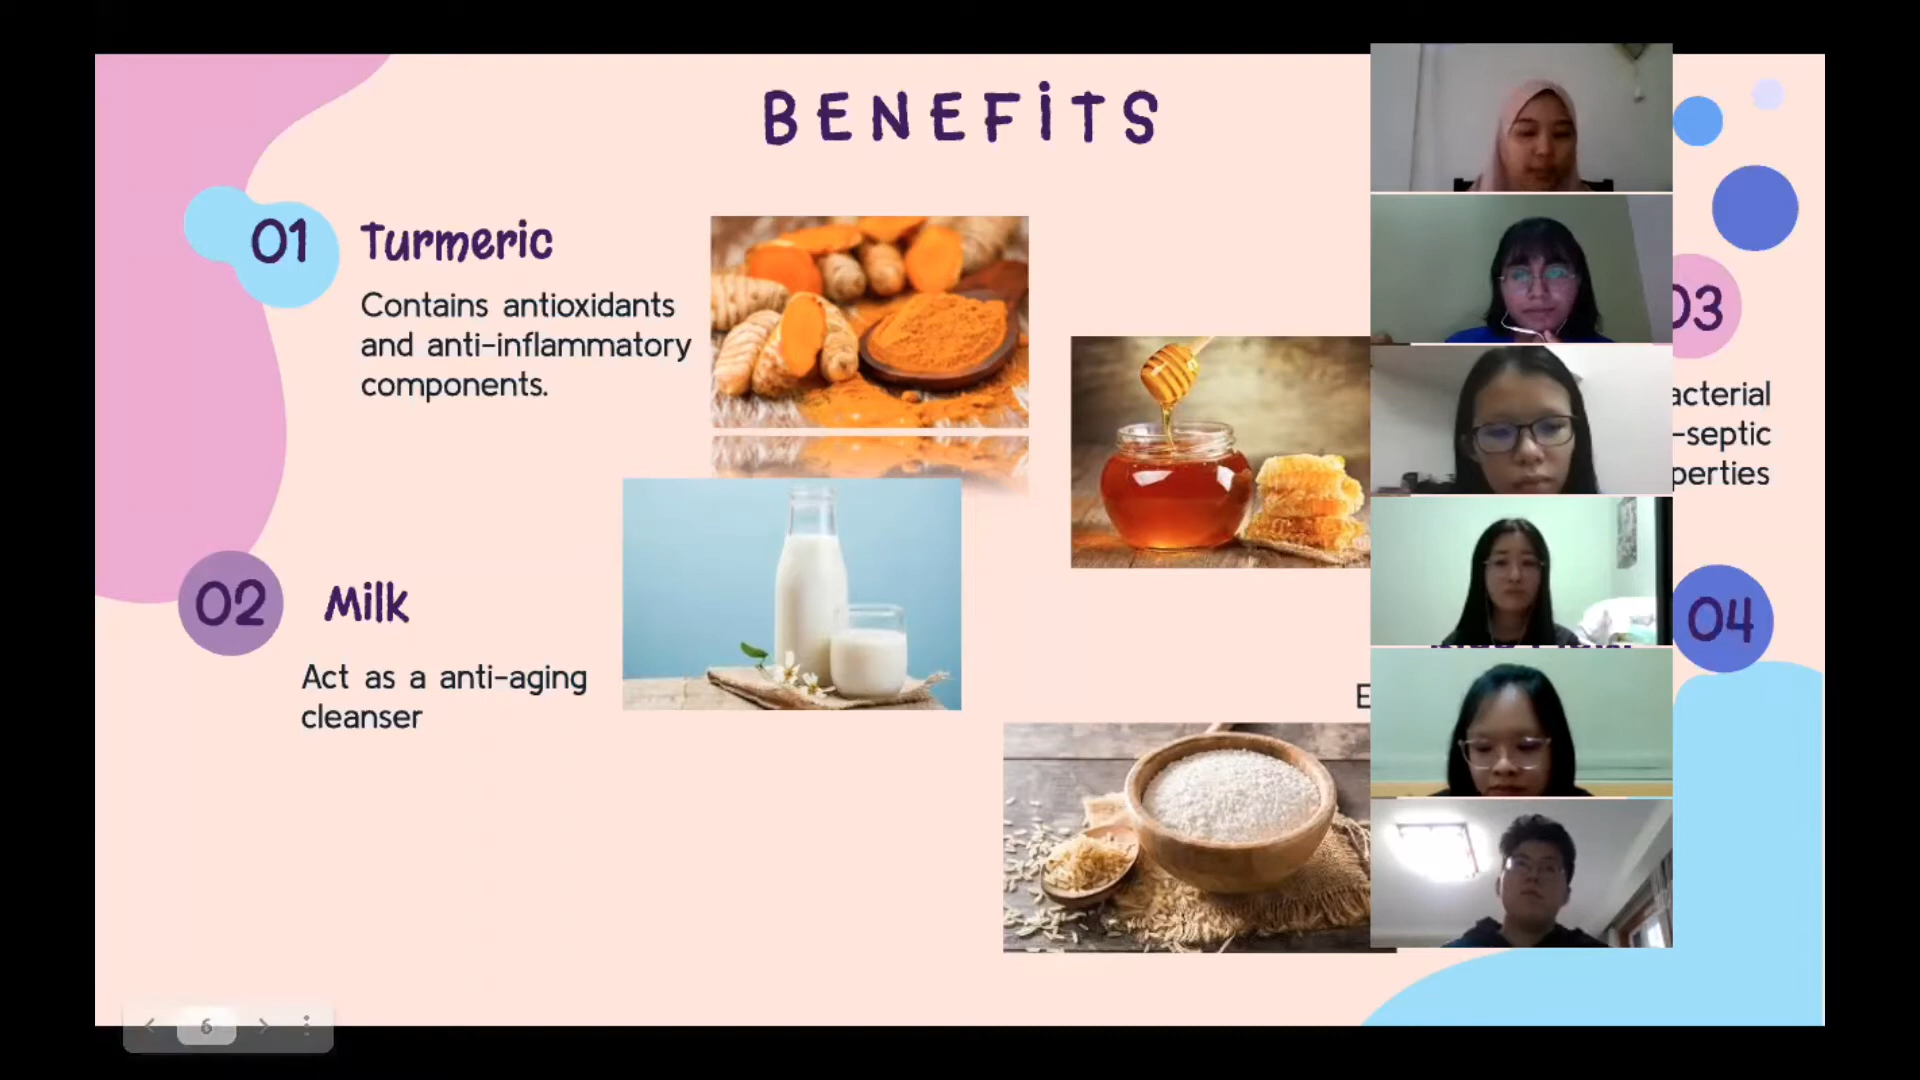 BENEFITS
01
Turmeric
Contains antioxidants
and anti-inflammatory
components.
02
Milk
Act as a anti-aging
cleanser
03
acterial
-septic
perties
04
E
6